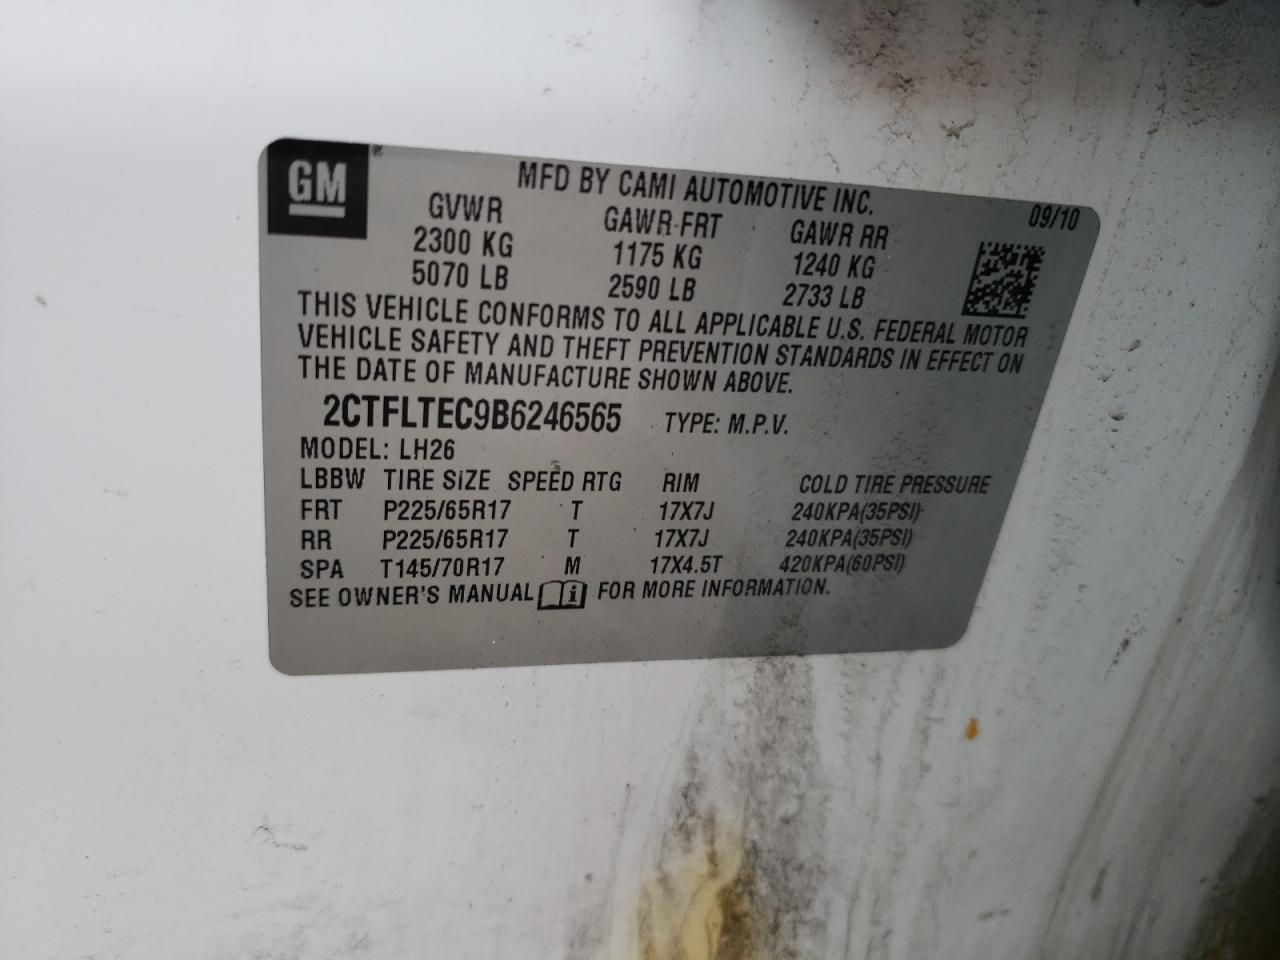 GM®
MFD BY CAMI AUTOMOTIVE INC.
09/10
GVWR GAWR-FRT GAWR RR
2300 KG 1175 KG 1240 KG
5070 LB 2590 LB 2733 LB
THIS VEHICLE CONFORMS TO ALL APPLICABLE U.S. FEDERAL MOTOR
VEHICLE SAFETY AND THEFT PREVENTION STANDARDS IN EFFECT ON
THE DATE OF MANUFACTURE SHOWN ABOVE.
2CTFLTEC9B6246565 TYPE: M.P.V.
MODEL: LH26
LBBW TIRE SIZE SPEED RTG RIM COLD TIRE PRESSURE
FRT P225/65R17 T 17X7J 240KPA(35PSI)
RR P225/65R17 T 17X7J 240KPA(35PSI)
SPA T145/70R17 M 17X4.5T 420KPA(60PSI)
SEE OWNER'S MANUAL i FOR MORE INFORMATION.